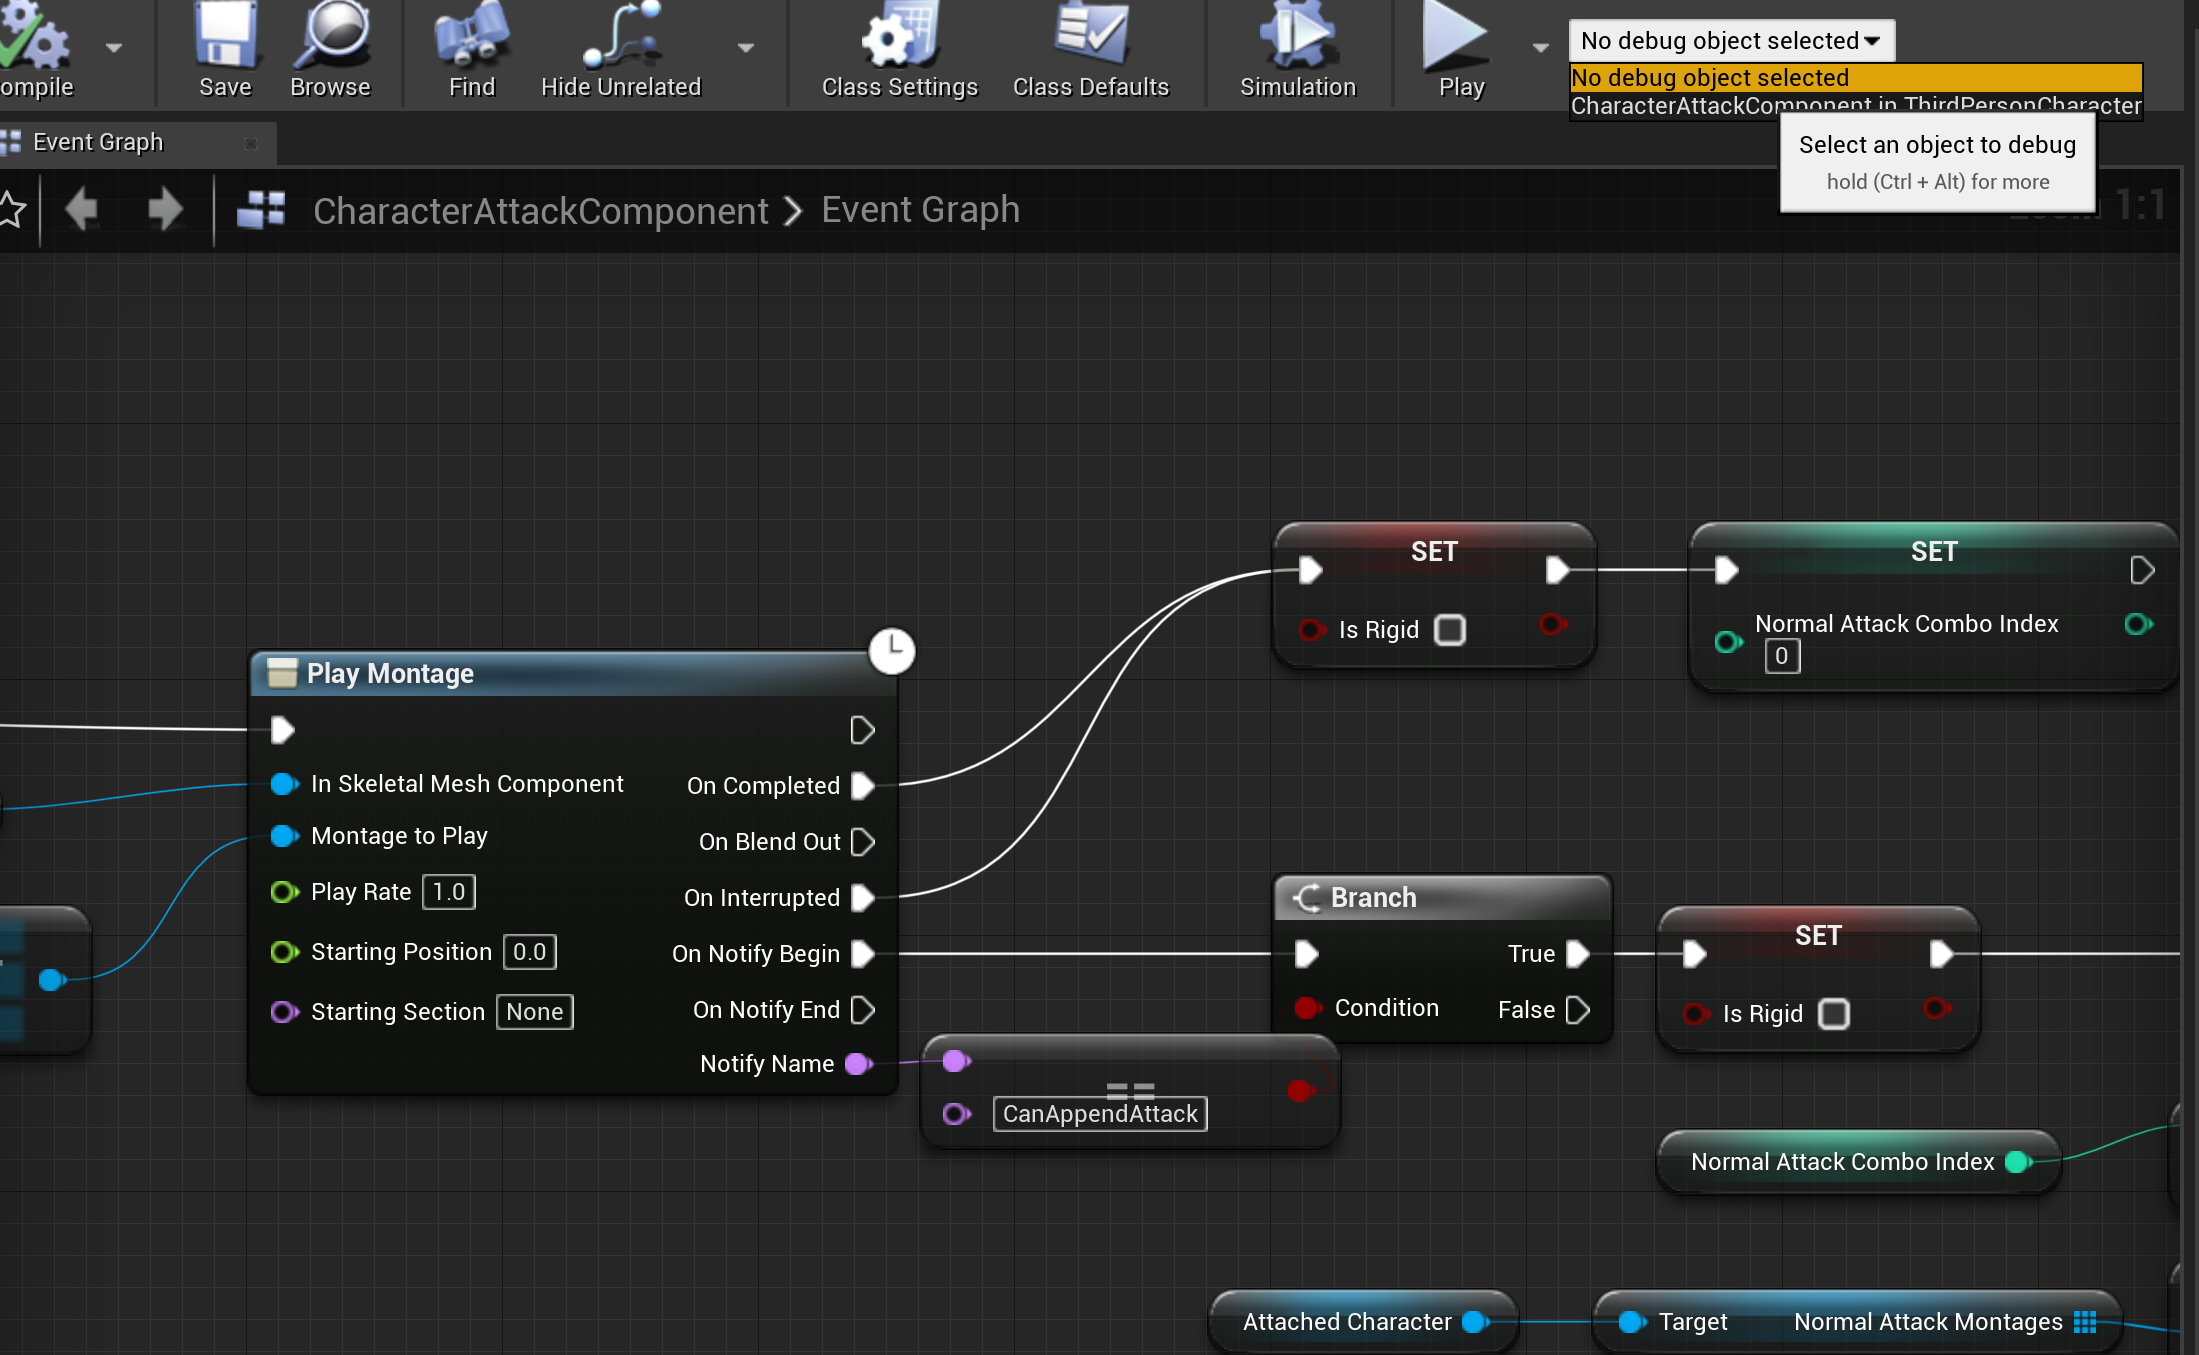 ompile
Save
Browse
Find
Hide Unrelated
Class Settings
Class Defaults
Simulation
Play
No debug object selected
No debug object selected
CharacterAttackComponent in ThirdPersonCharacter
Select an object to debug
hold (Ctrl + Alt) for more
Event Graph
CharacterAttackComponent > Event Graph
1:1
SET
Is Rigid
SET
Normal Attack Combo Index
0
Play Montage
In Skeletal Mesh Component
Montage to Play
Play Rate 1.0
Starting Position 0.0
Starting Section None
On Completed
On Blend Out
On Interrupted
On Notify Begin
On Notify End
Notify Name
==
CanAppendAttack
Branch
True
Condition
False
SET
Is Rigid
Normal Attack Combo Index
Attached Character
Target
Normal Attack Montages